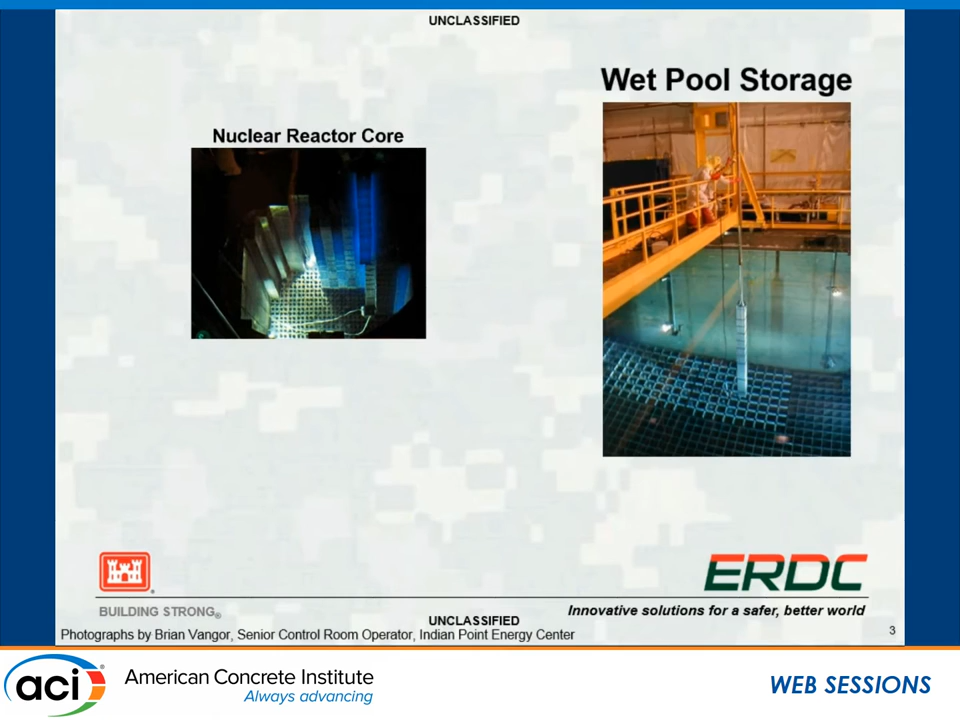 UNCLASSIFIED
Wet Pool Storage
Nuclear Reactor Core
ERDC
BUILDING STRONG®
Innovative solutions for a safer, better world
UNCLASSIFIED
Photographs by Brian Vangor, Senior Control Room Operator, Indian Point Energy Center
3
aci® American Concrete Institute
Always advancing
WEB SESSIONS